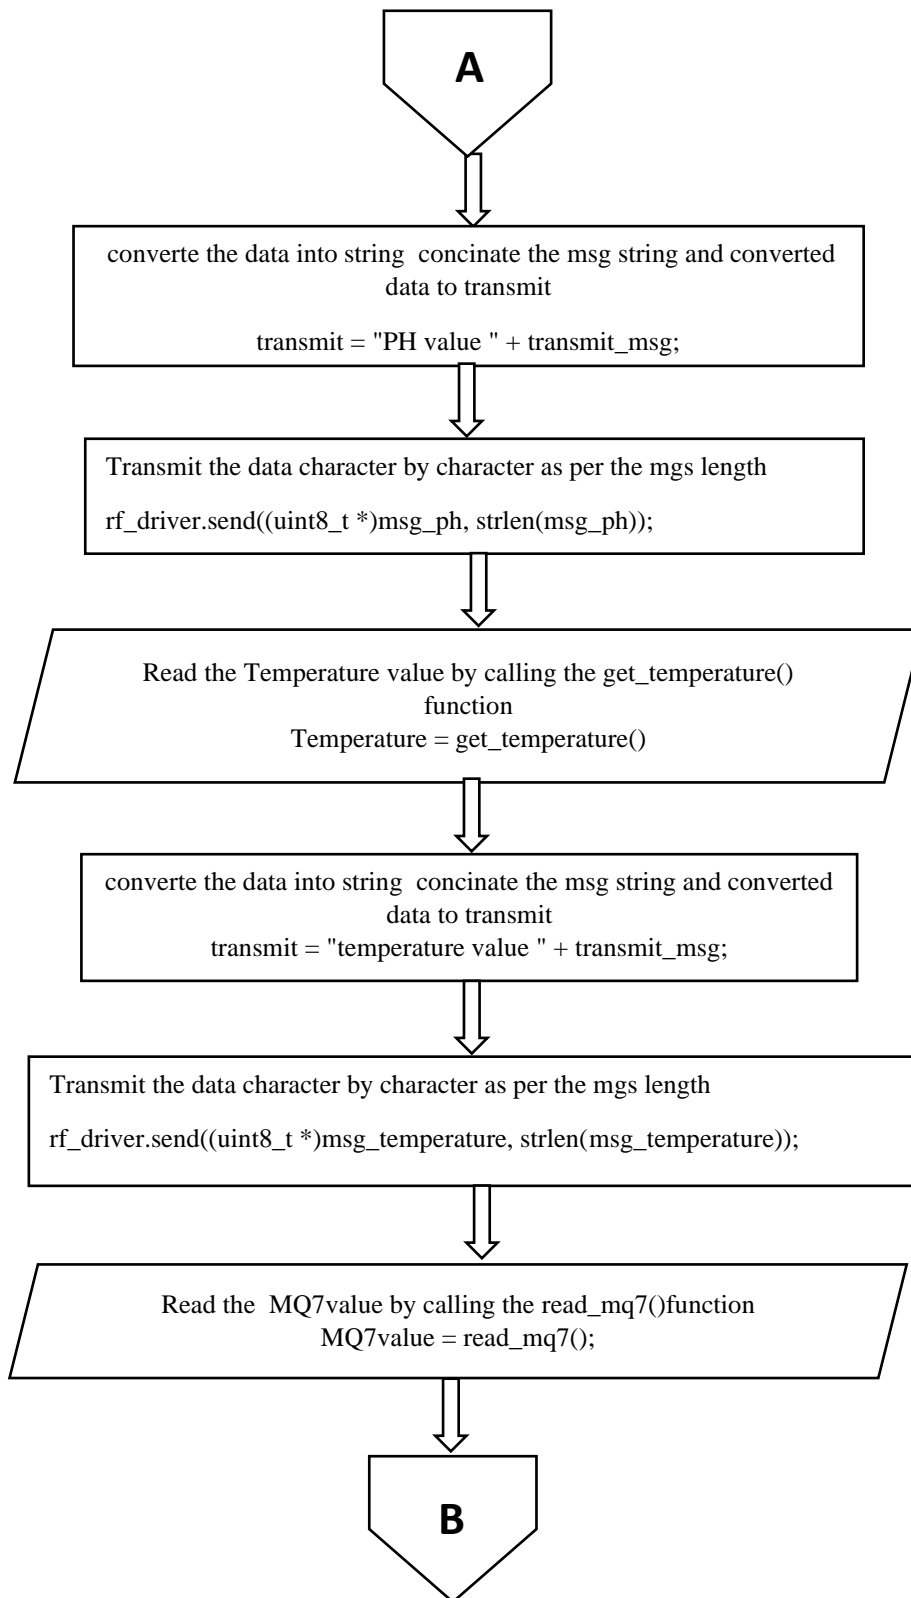 A
converte the data into string  concinate the msg string and converted
data to transmit
transmit = "PH value " + transmit_msg;
Transmit the data character by character as per the mgs length
rf_driver.send((uint8_t *)msg_ph, strlen(msg_ph));
Read the Temperature value by calling the get_temperature()
function
Temperature = get_temperature()
converte the data into string  concinate the msg string and converted
data to transmit
transmit = "temperature value " + transmit_msg;
Transmit the data character by character as per the mgs length
rf_driver.send((uint8_t *)msg_temperature, strlen(msg_temperature));
Read the  MQ7value by calling the read_mq7()function
MQ7value = read_mq7();
B